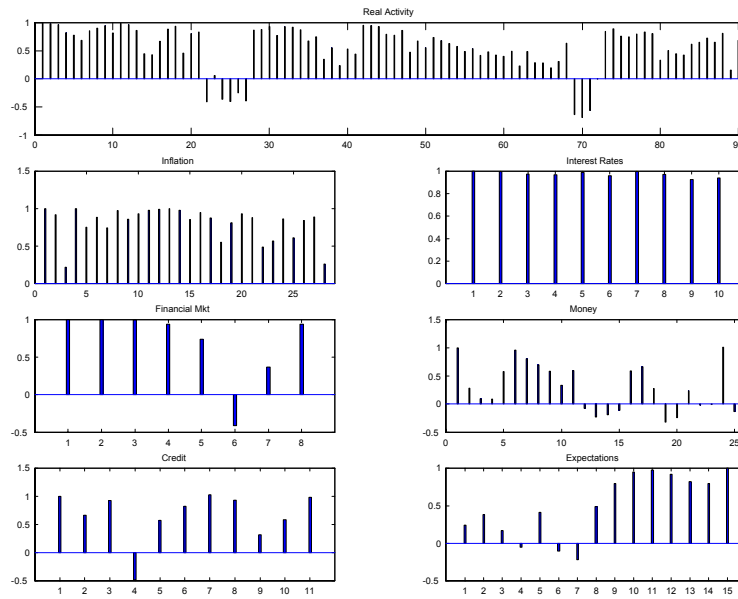 Real Activity
1
0.5
0
-0.5
-1
0 10 20 30 40 50 60 70 80 90
Inflation
1.5
1
0.5
0
0 5 10 15 20 25
Interest Rates
1
0.8
0.6
0.4
0.2
0
1 2 3 4 5 6 7 8 9 10
Financial Mkt
1
0.5
0
-0.5
1 2 3 4 5 6 7 8
Money
1.5
1
0.5
0
-0.5
0 5 10 15 20 25
Credit
1.5
1
0.5
0
-0.5
1 2 3 4 5 6 7 8 9 10 11
Expectations
1
0.5
0
-0.5
1 2 3 4 5 6 7 8 9 10 11 12 13 14 15